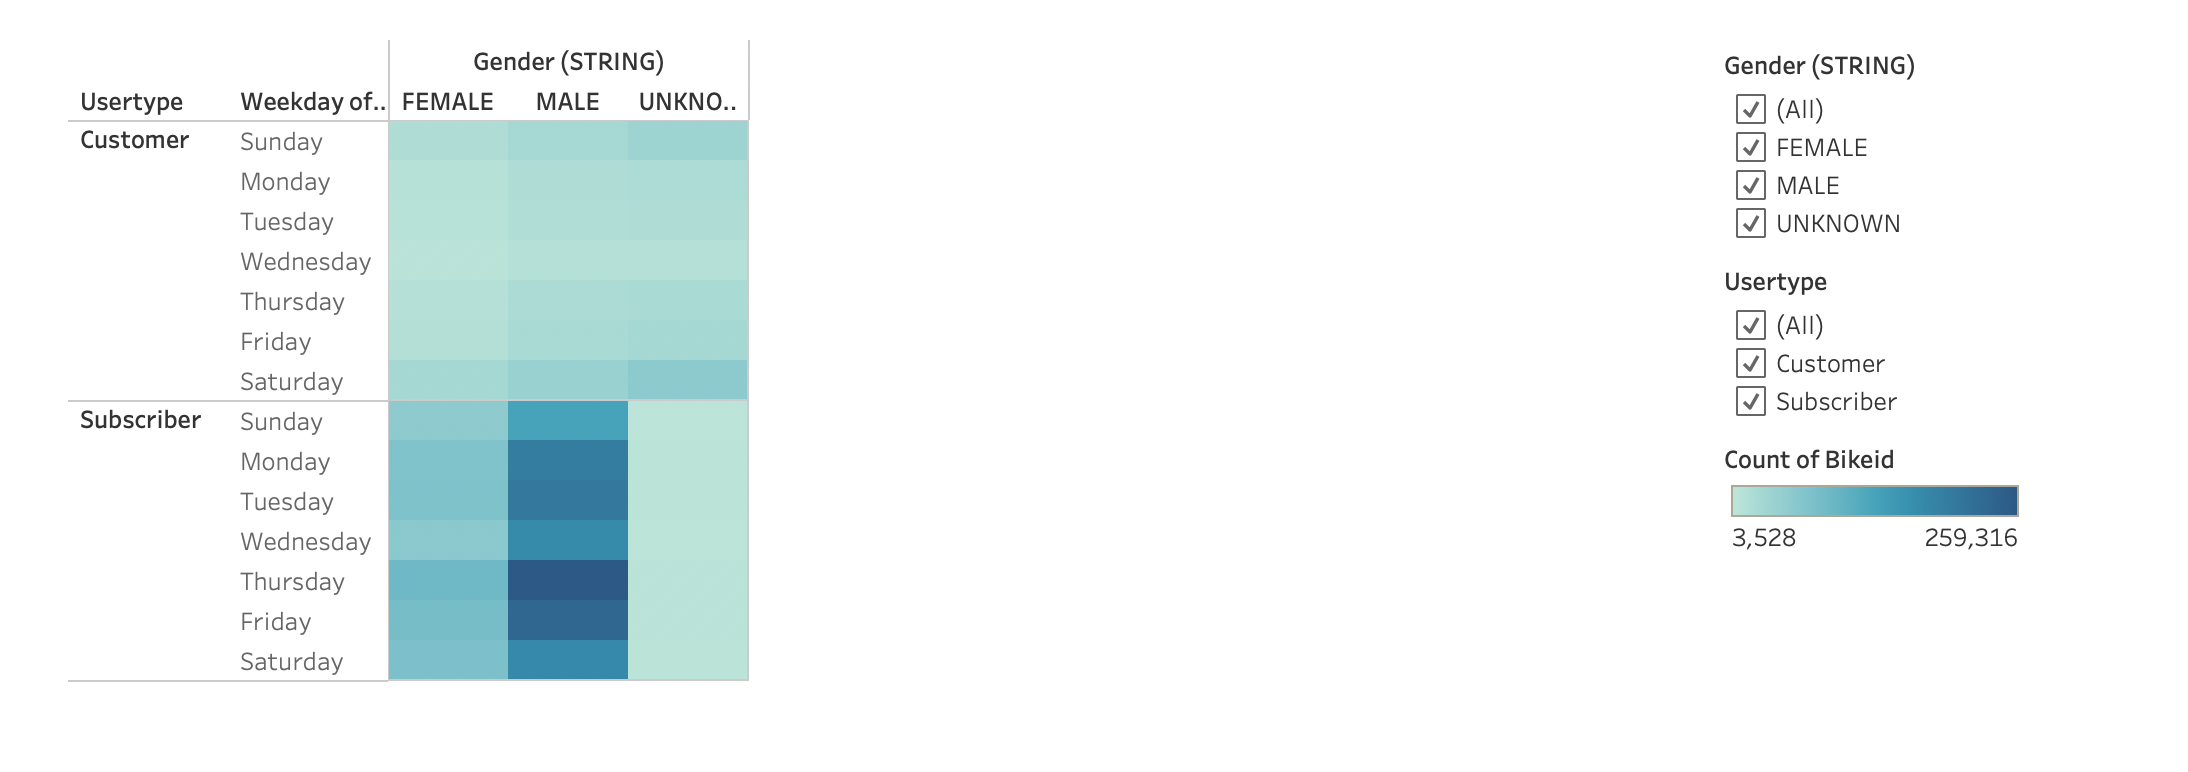 Gender (STRING)
Usertype Weekday of.. FEMALE MALE UNKNO..
Customer Sunday
Monday
Tuesday
Wednesday
Thursday
Friday
Saturday
Subscriber Sunday
Monday
Tuesday
Wednesday
Thursday
Friday
Saturday
Gender (STRING)
(All)
FEMALE
MALE
UNKNOWN
Usertype
(All)
Customer
Subscriber
Count of Bikeid
3,528 259,316